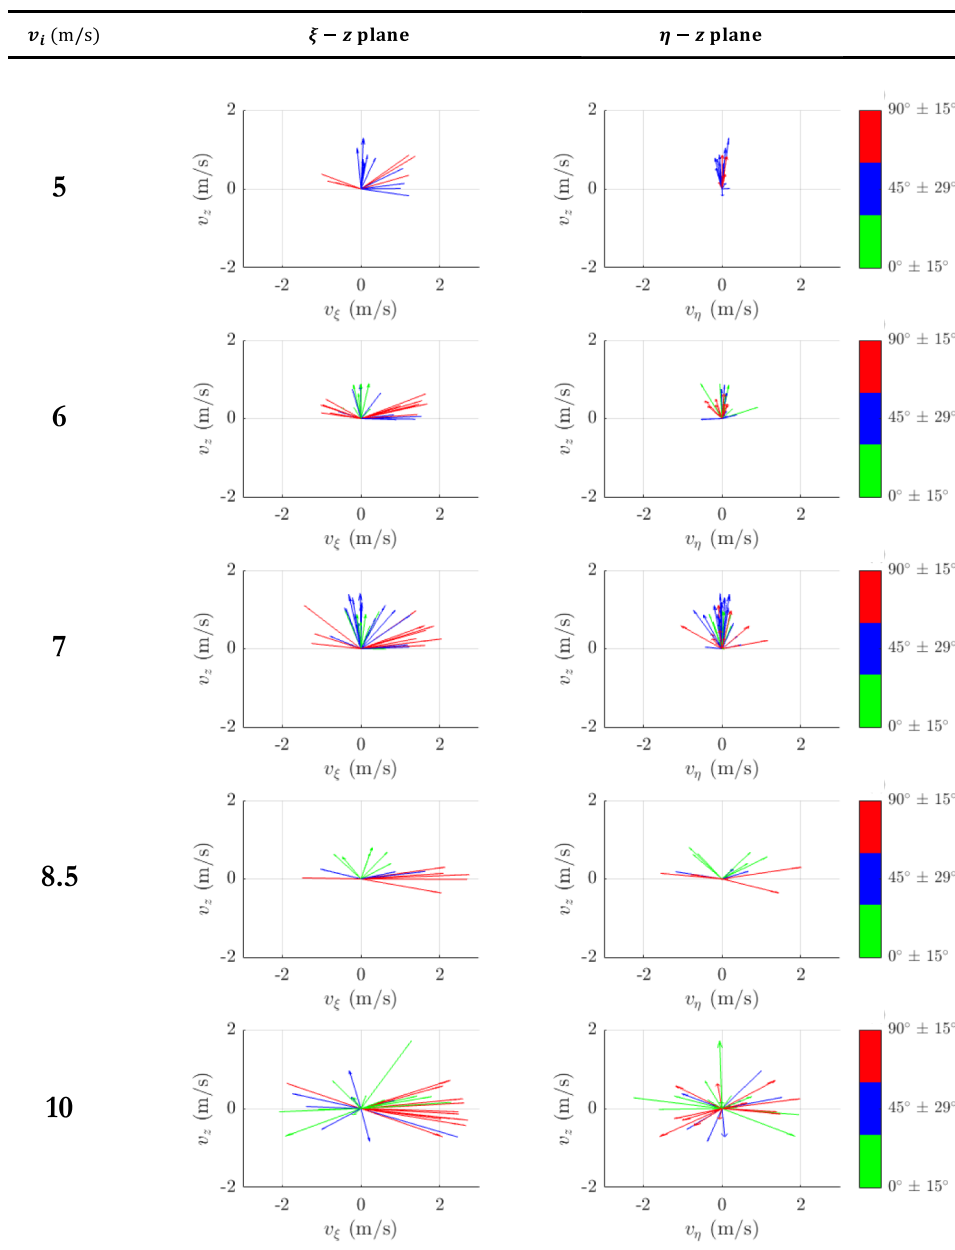 v_i (m/s) ξ − z plane η − z plane
5
2
0
-2
v_z (m/s)
-2 0 2
v_ξ (m/s)
2
0
-2
v_z (m/s)
-2 0 2
v_η (m/s)
90° ± 15°
45° ± 29°
0° ± 15°
6
2
0
-2
v_z (m/s)
-2 0 2
v_ξ (m/s)
2
0
-2
v_z (m/s)
-2 0 2
v_η (m/s)
90° ± 15°
45° ± 29°
0° ± 15°
7
2
0
-2
v_z (m/s)
-2 0 2
v_ξ (m/s)
2
0
-2
v_z (m/s)
-2 0 2
v_η (m/s)
90° ± 15°
45° ± 29°
0° ± 15°
8.5
2
0
-2
v_z (m/s)
-2 0 2
v_ξ (m/s)
2
0
-2
v_z (m/s)
-2 0 2
v_η (m/s)
90° ± 15°
45° ± 29°
0° ± 15°
10
2
0
-2
v_z (m/s)
-2 0 2
v_ξ (m/s)
2
0
-2
v_z (m/s)
-2 0 2
v_η (m/s)
90° ± 15°
45° ± 29°
0° ± 15°